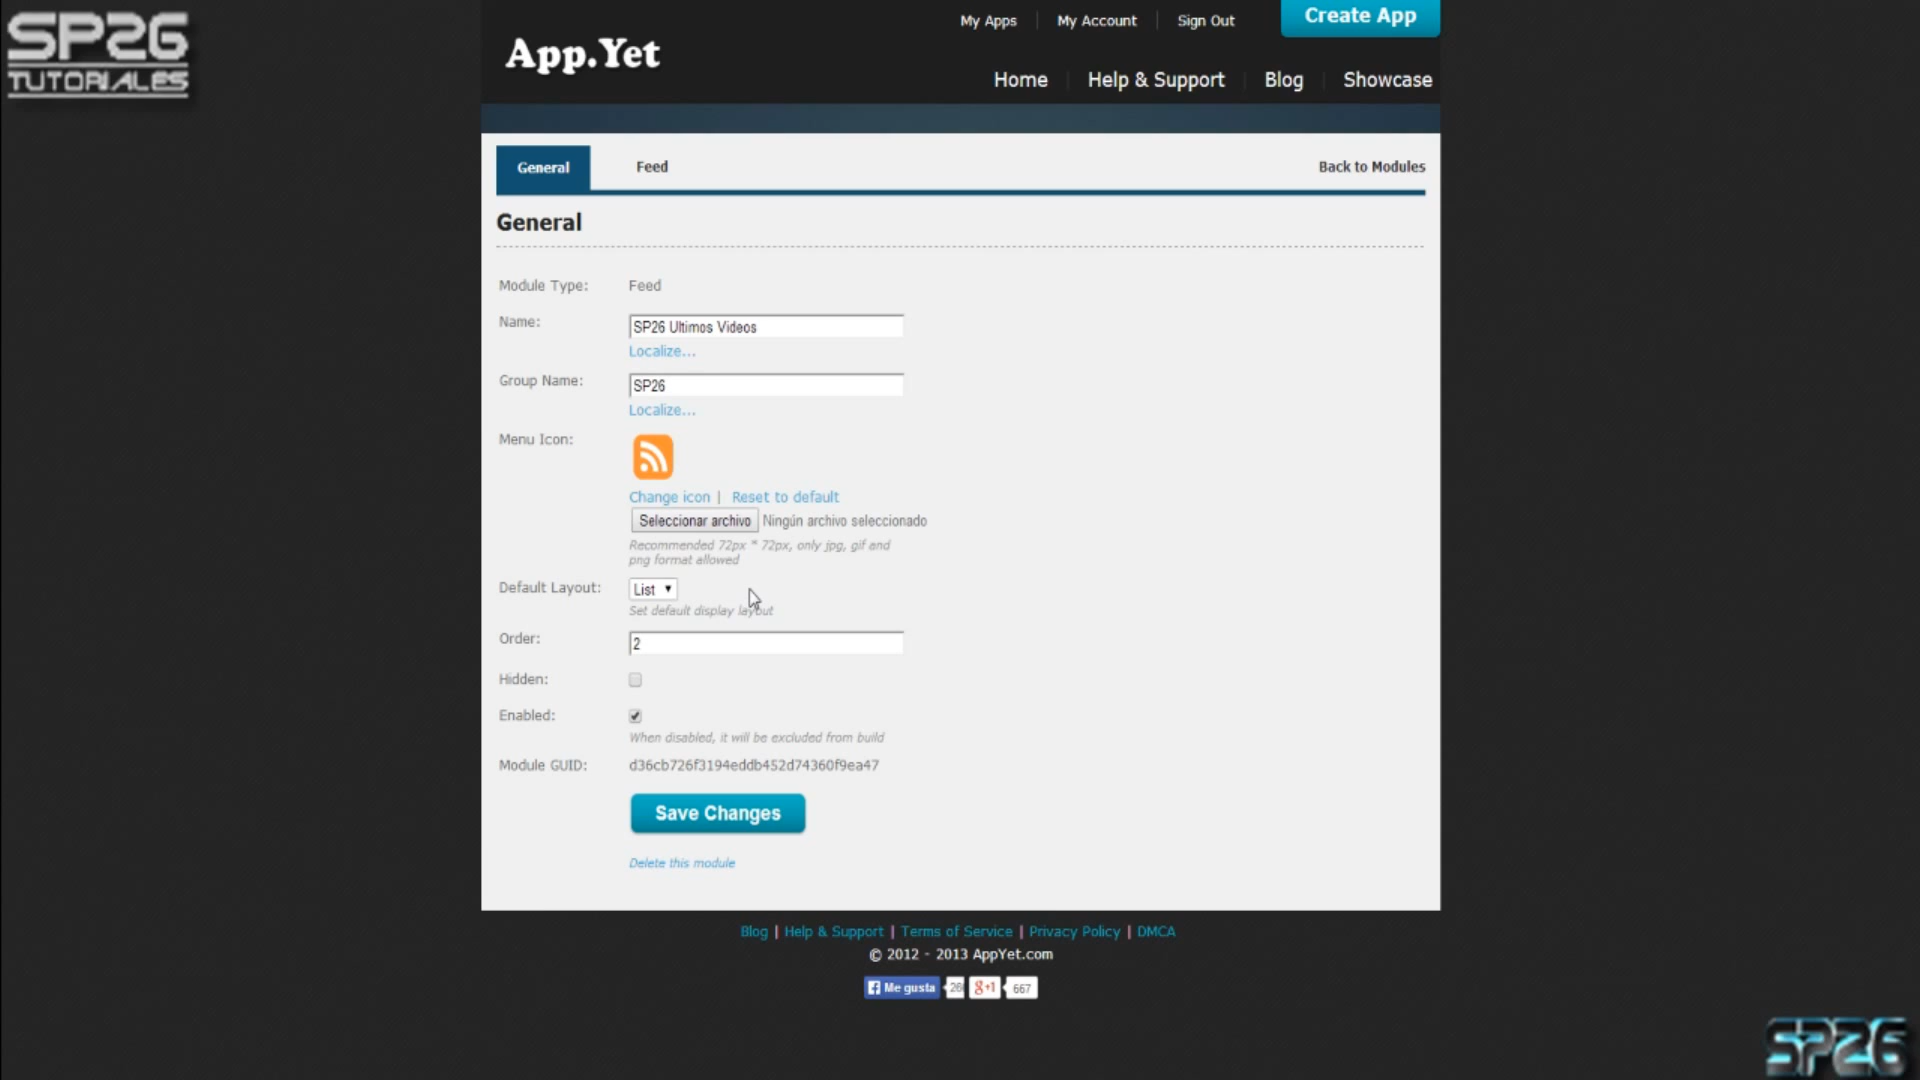 SP26
TUTORIALES
My Apps
My Account
Sign Out
Create App
App.Yet
Home
Help & Support
Blog
Showcase
General
Feed
Back to Modules
General
Module Type:
Feed
Name:
SP26 Ultimos Videos
Localize...
Group Name:
SP26
Localize...
Menu Icon:
Change icon | Reset to default
Seleccionar archivo Ningún archivo seleccionado
Recommended 72px * 72px, only jpg, gif and
png format allowed
Default Layout:
List
Set default display layout
Order:
2
Hidden:
Enabled:
When disabled, it will be excluded from build
Module GUID:
d36cb726f3194eddb452d74360f9ea47
Save Changes
Delete this module
Blog | Help & Support | Terms of Service | Privacy Policy | DMCA
© 2012 - 2013 AppYet.com
Me gusta
g+1 667
SP26